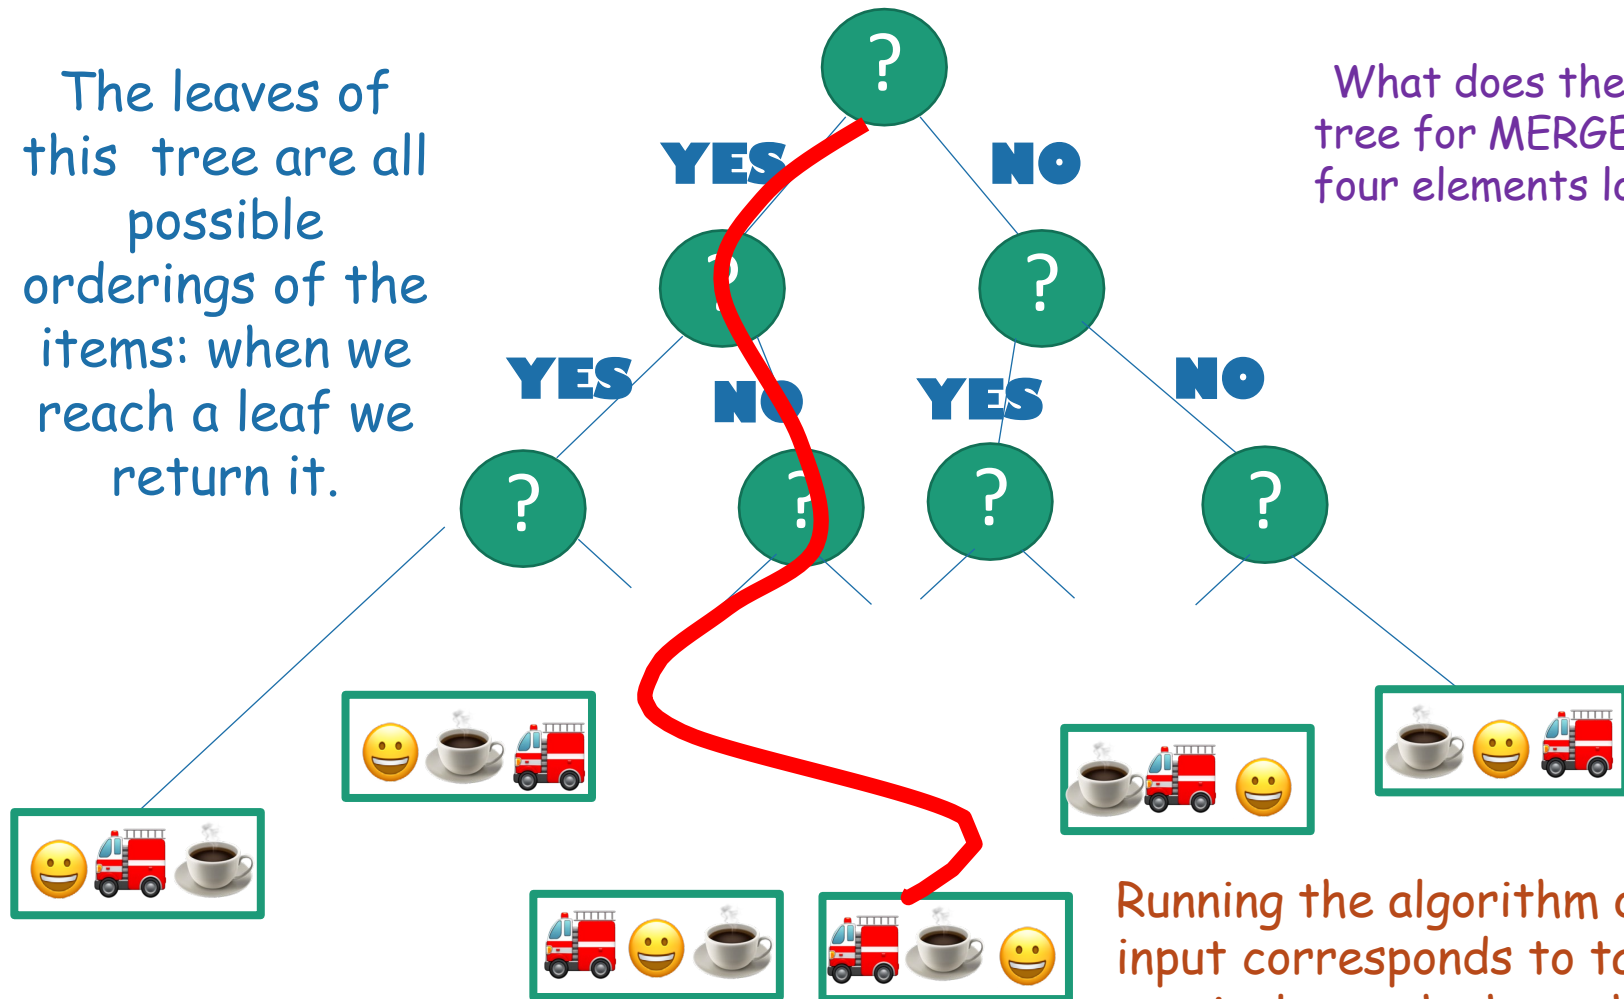 The leaves of
this tree are all
possible
orderings of the
items: when we
reach a leaf we
return it.
?
What does the
tree for MERGE
four elements
YES
NO
?
?
YES
NO
YES
NO
?
?
?
?
Running the algorithm
input corresponds to